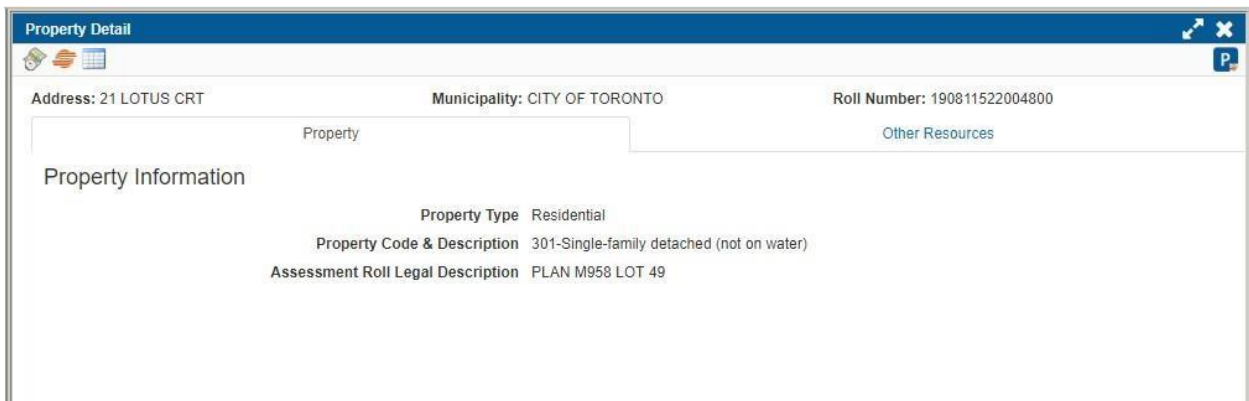 Property Detail
P
Address: 21 LOTUS CRT Municipality: CITY OF TORONTO Roll Number: 190811522004800
Property Other Resources
Property Information
Property Type Residential
Property Code & Description 301-Single-family detached (not on water)
Assessment Roll Legal Description PLAN M958 LOT 49